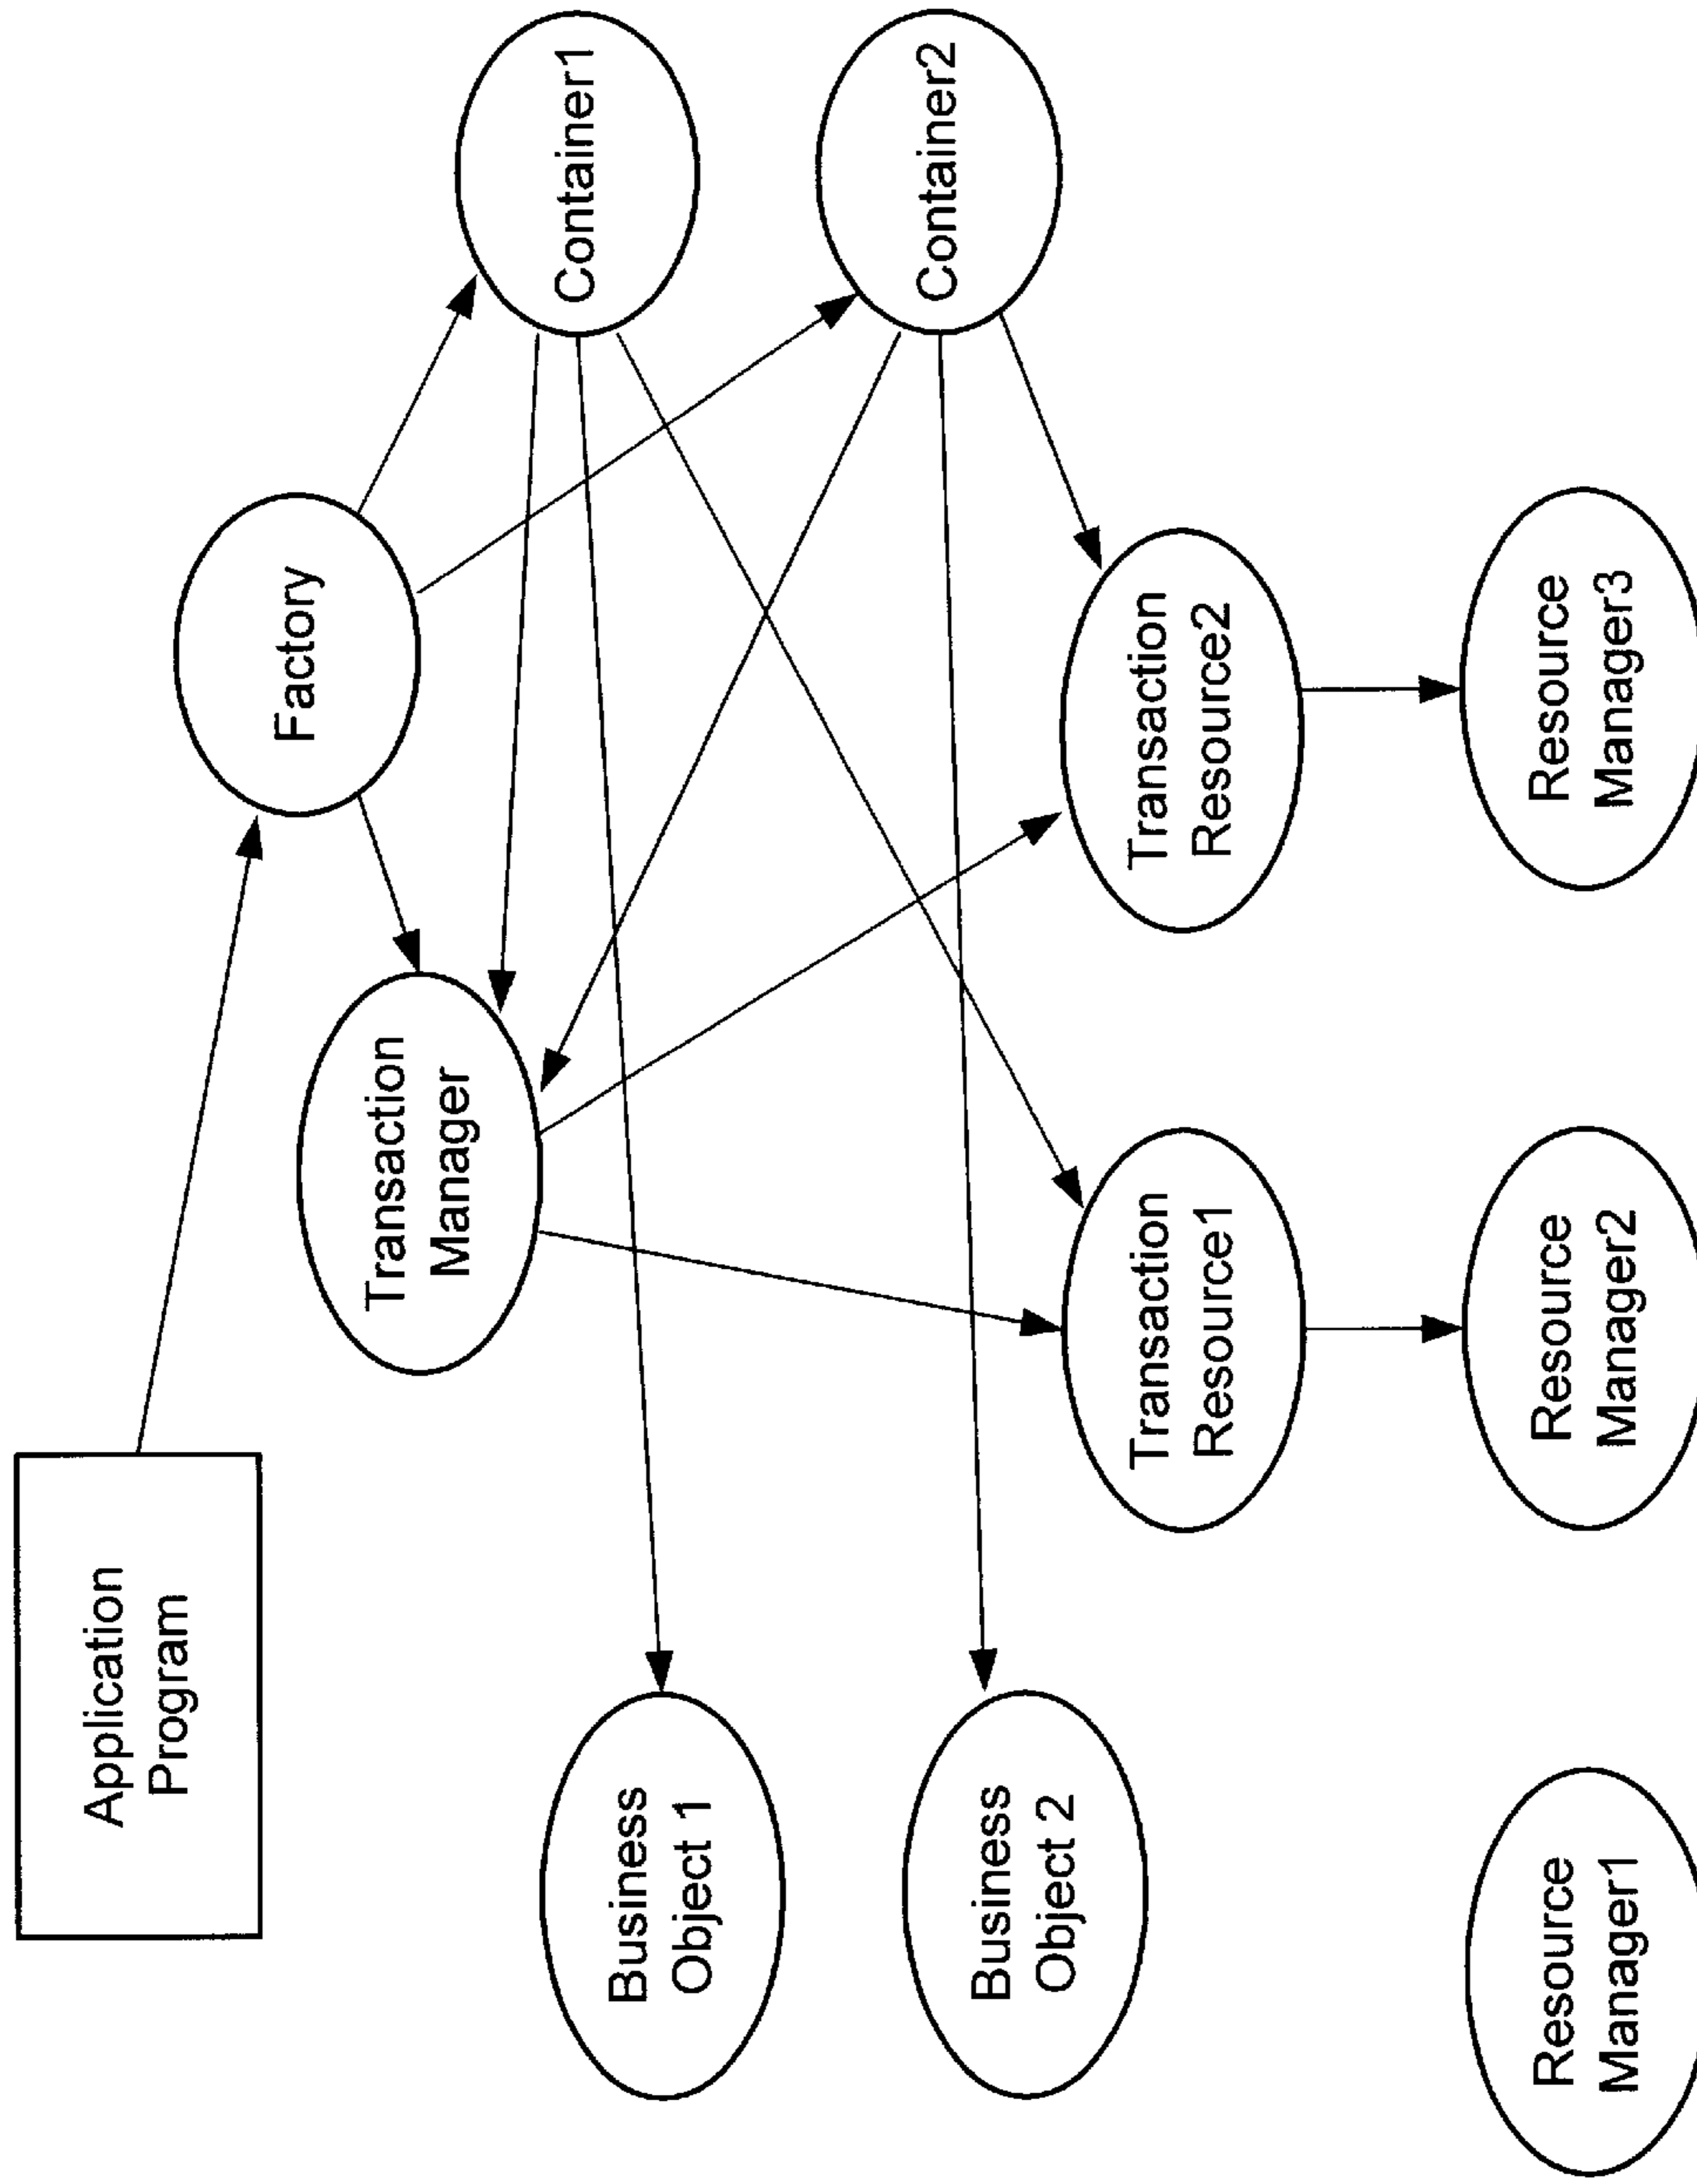 Application
Program
Factory
Transaction
Manager
Container1
Business
Object 1
Container2
Business
Object 2
Transaction
Resource1
Transaction
Resource2
Resource
Manager1
Resource
Manager2
Resource
Manager3